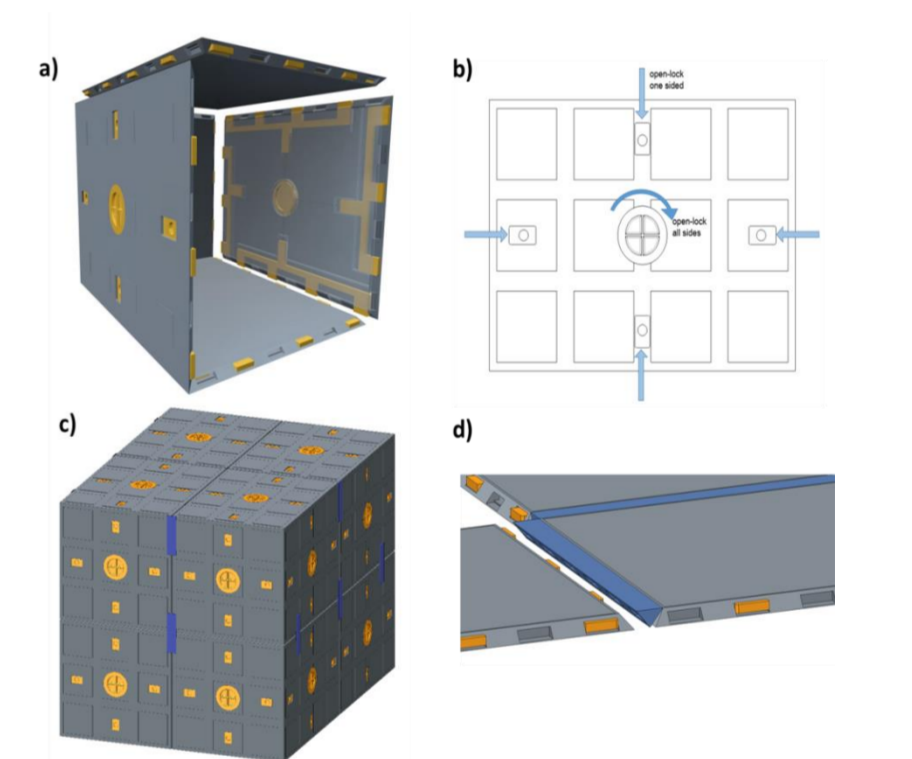 a)
b)
open-lock
one sided
open-lock
all sides
c)
d)